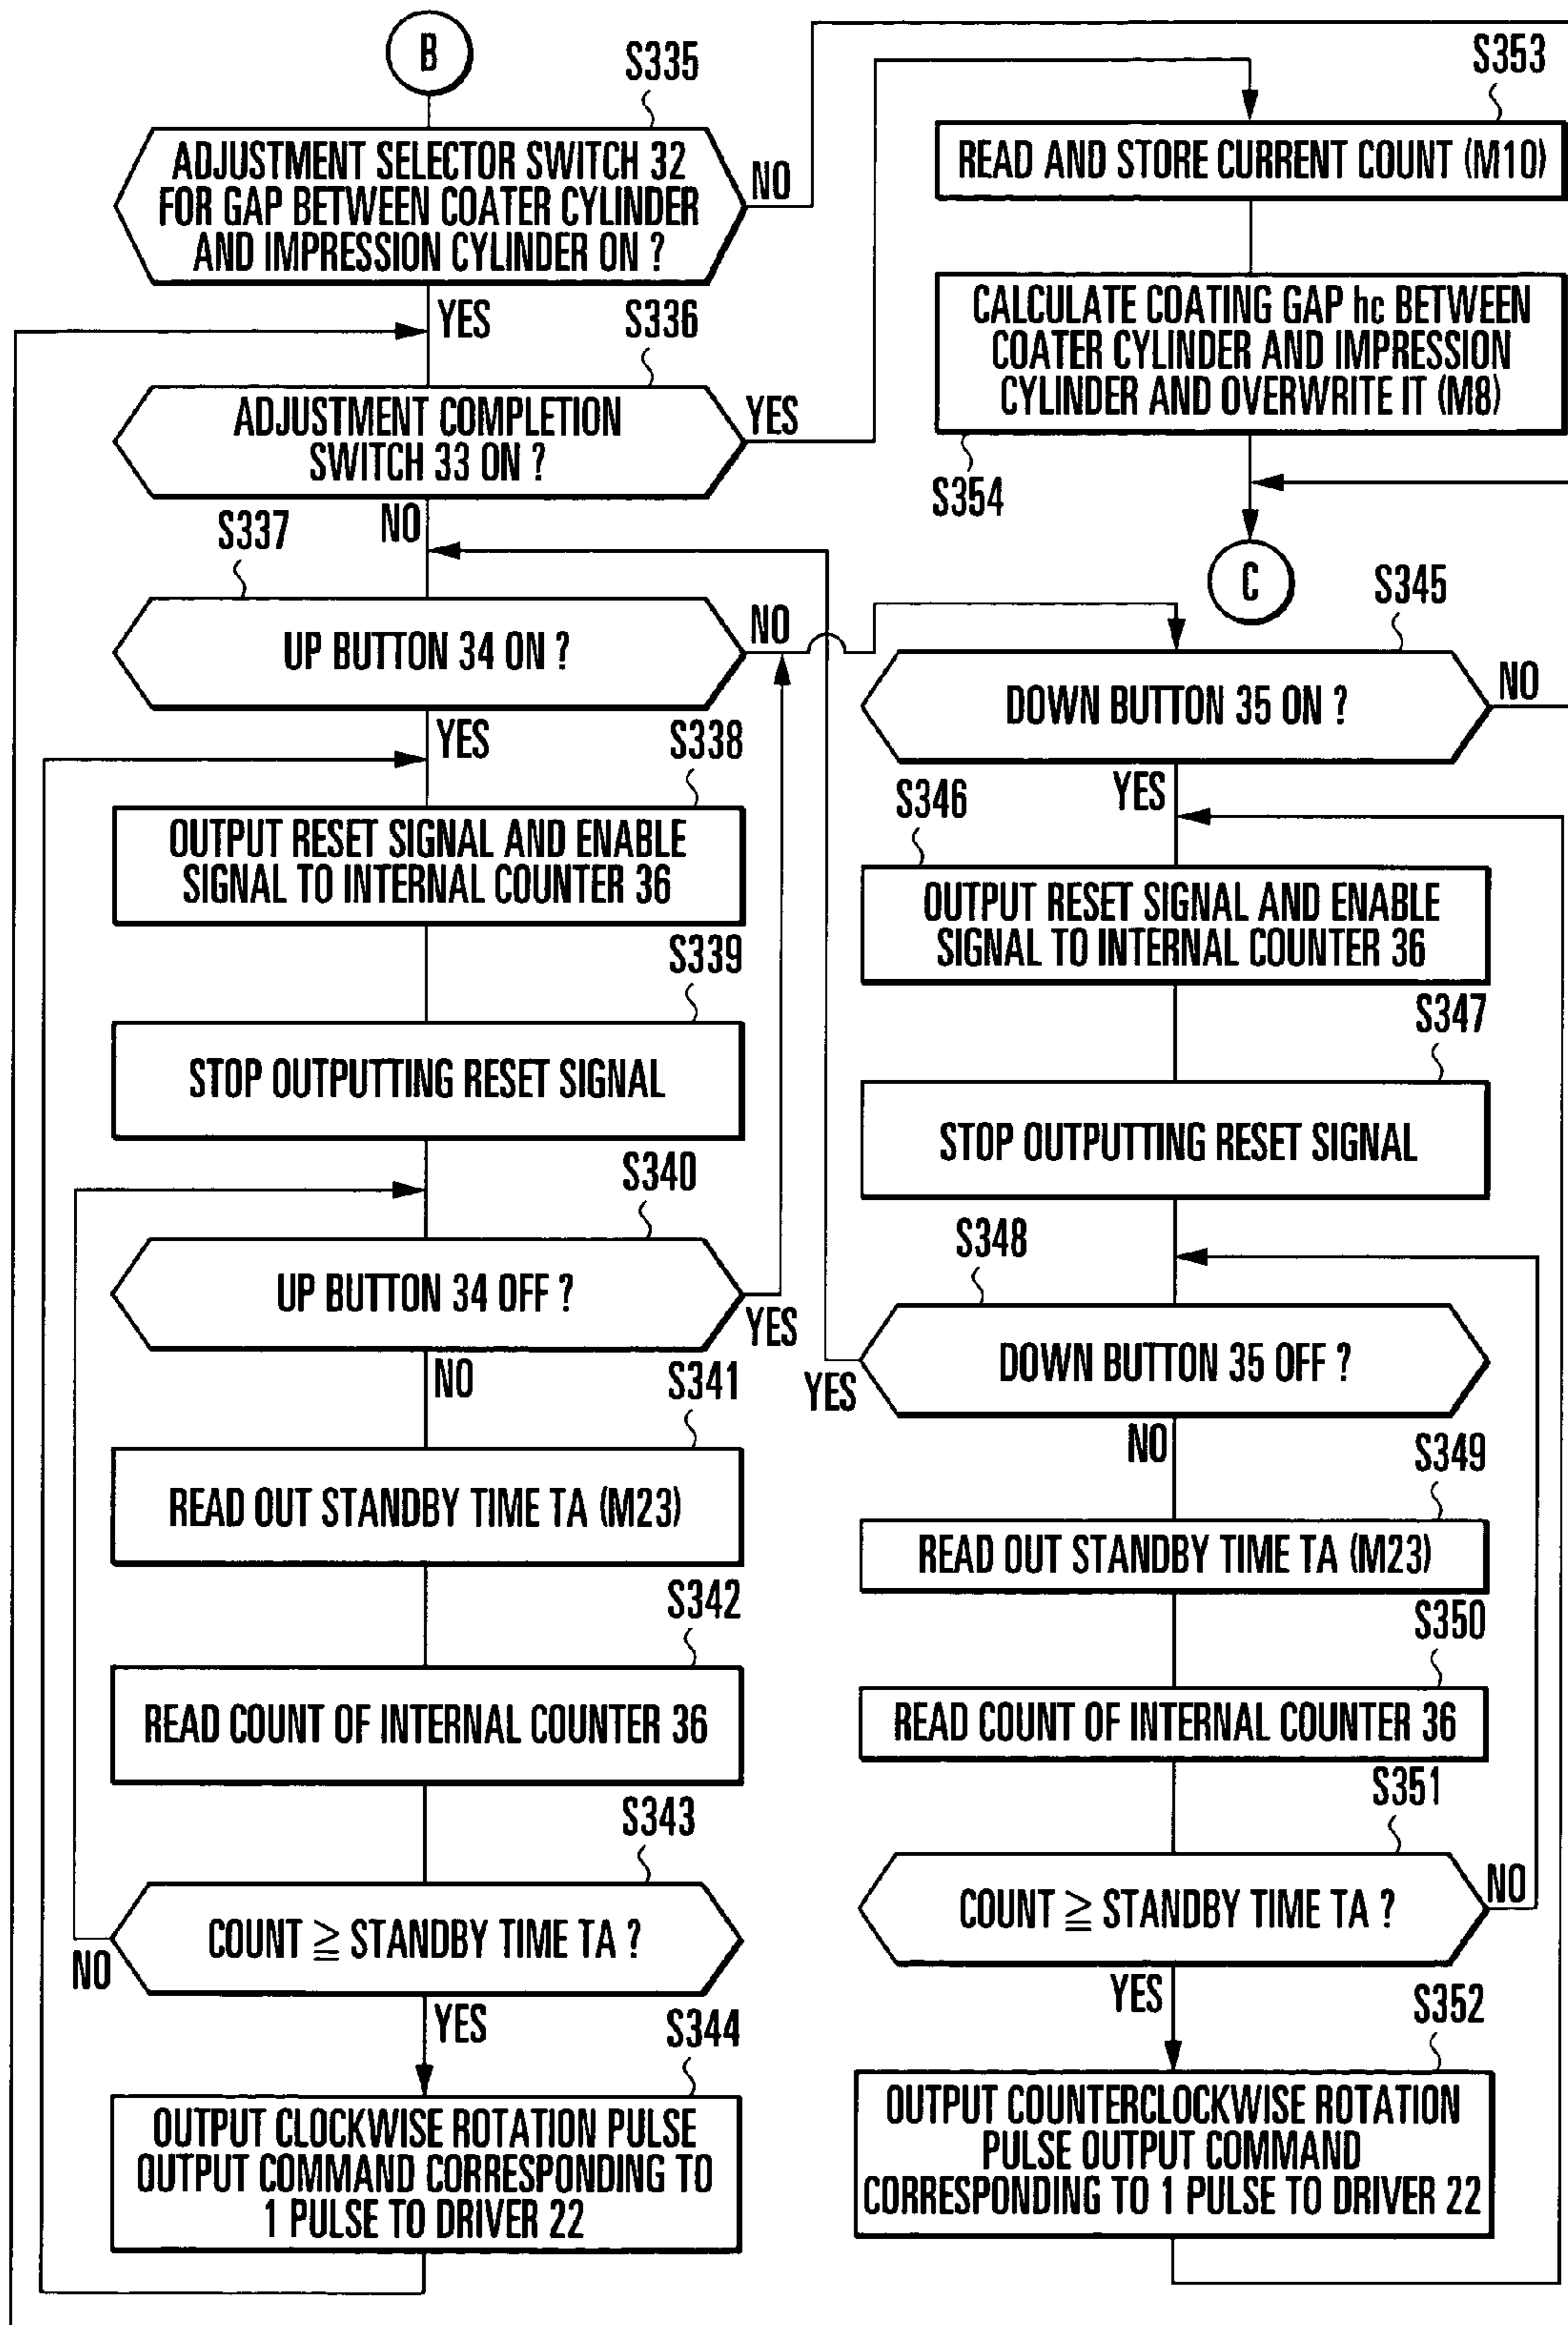 B
S335
ADJUSTMENT SELECTOR SWITCH 32
FOR GAP BETWEEN COATER CYLINDER
AND IMPRESSION CYLINDER ON ?
NO
YES
S336
ADJUSTMENT COMPLETION
SWITCH 33 ON ?
YES
NO
S337
UP BUTTON 34 ON ?
NO
YES
S338
OUTPUT RESET SIGNAL AND ENABLE
SIGNAL TO INTERNAL COUNTER 36
S339
STOP OUTPUTTING RESET SIGNAL
S340
UP BUTTON 34 OFF ?
YES
NO
S341
READ OUT STANDBY TIME TA (M23)
S342
READ COUNT OF INTERNAL COUNTER 36
S343
COUNT ≧ STANDBY TIME TA ?
NO
YES
S344
OUTPUT CLOCKWISE ROTATION PULSE
OUTPUT COMMAND CORRESPONDING TO
1 PULSE TO DRIVER 22
S353
READ AND STORE CURRENT COUNT (M10)
CALCULATE COATING GAP hc BETWEEN
COATER CYLINDER AND IMPRESSION
CYLINDER AND OVERWRITE IT (M8)
S354
C
S345
DOWN BUTTON 35 ON ?
NO
YES
S346
OUTPUT RESET SIGNAL AND ENABLE
SIGNAL TO INTERNAL COUNTER 36
S347
STOP OUTPUTTING RESET SIGNAL
S348
DOWN BUTTON 35 OFF ?
YES
NO
S349
READ OUT STANDBY TIME TA (M23)
S350
READ COUNT OF INTERNAL COUNTER 36
S351
COUNT ≧ STANDBY TIME TA ?
NO
YES
S352
OUTPUT COUNTERCLOCKWISE ROTATION
PULSE OUTPUT COMMAND
CORRESPONDING TO 1 PULSE TO DRIVER 22